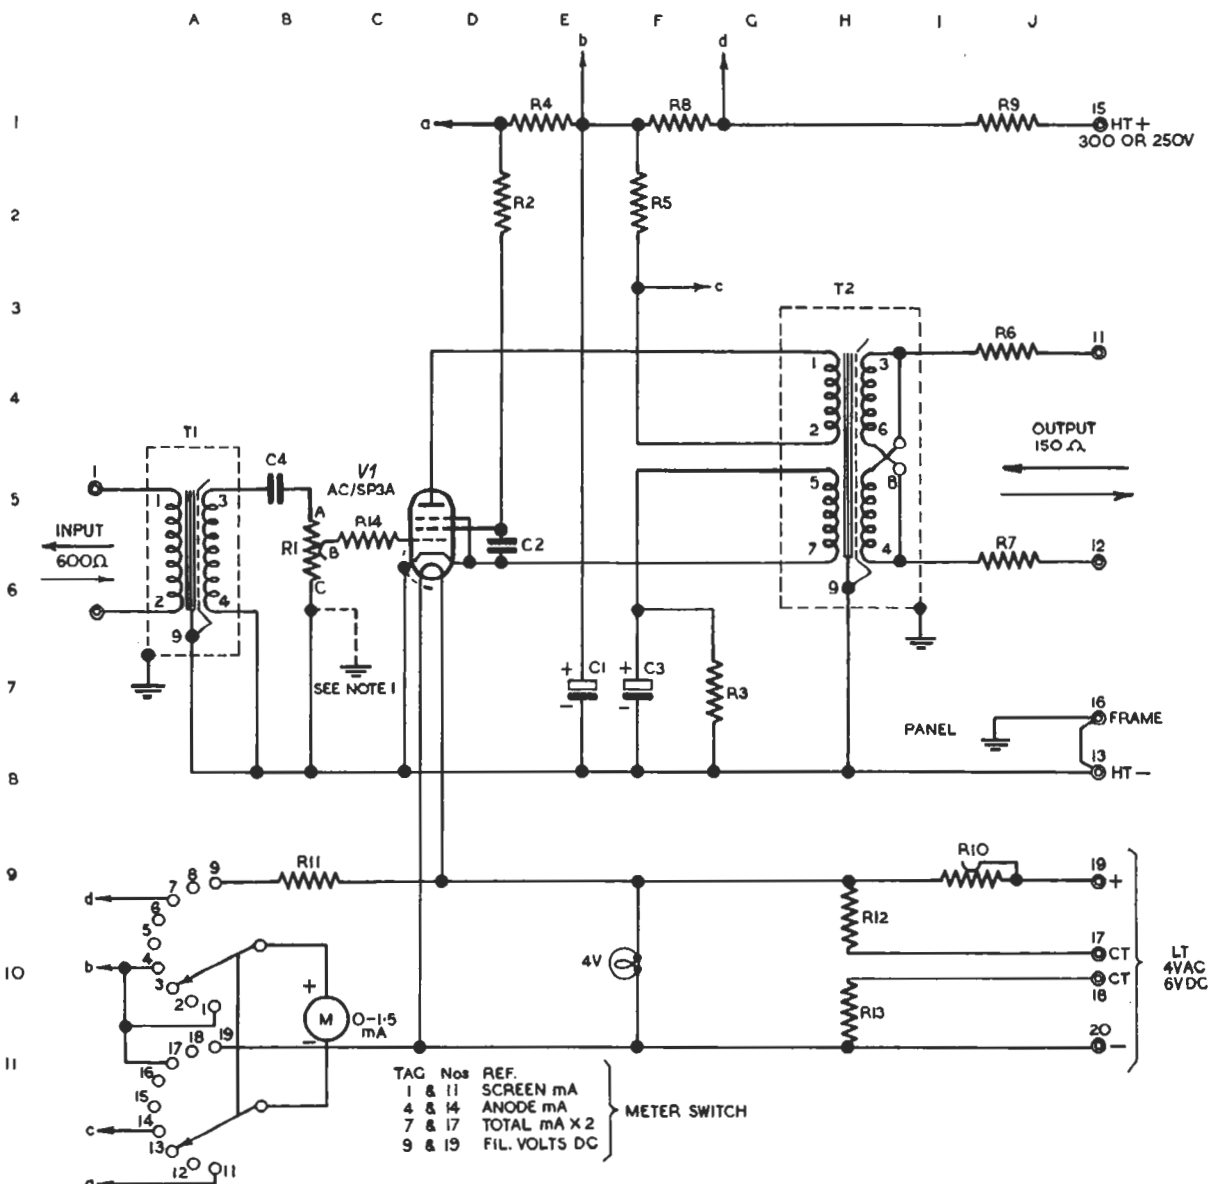 A B C D E F G H I J
b d
1 a R4 R8 R9 15
HT+
300 OR 250V
2 R2 R5
3 c T2
R6 11
1 3
4 2 6
T1 OUTPUT
150Ω
C4 V1
AC/SP3A
1 5 8
5 1 3 A
INPUT R1 B R14 C2 R7 12
600Ω 7 4
6 2 4 C 9
9
+ C1 + C3
7 SEE NOTE 1 - - R3
16
PANEL FRAME
13
8 HT-
R10
9 7 8 9 R11 19
d +
6 R12
5 17
4V CT LT
10 b 4 CT 4VAC
3 + 18 6VDC
2 1 M 0-1·5
mA R13
- 20
11 17 18 19 -
16 TAG Nos REF.
1 & 11 SCREEN mA
15 4 & 14 ANODE mA METER SWITCH
c 14 7 & 17 TOTAL mA X 2
13 9 & 19 FIL. VOLTS DC
12 11
a